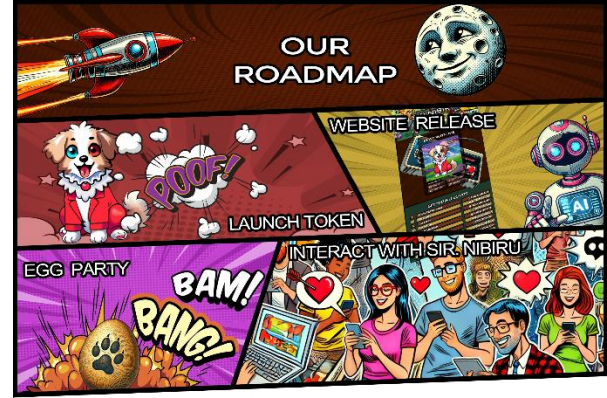 OUR
ROADMAP
POOF!
LAUNCH TOKEN
WEBSITE RELEASE
AI
EGG PARTY
BAM!
BANG!
INTERACT WITH SIR. NIBIRU